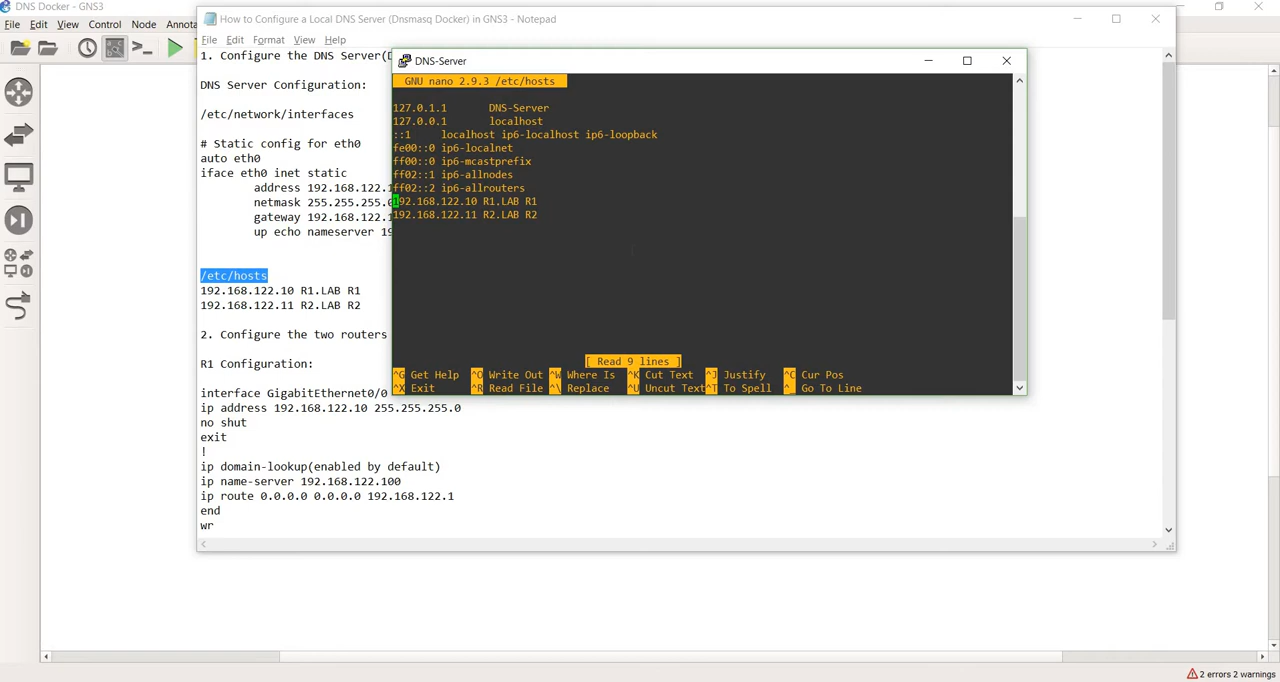 DNS Docker - GNS3
File Edit View Control Node Annota
How to Configure a Local DNS Server (Dnsmasq Docker) in GNS3 - Notepad
File Edit Format View Help
1. Configure the DNS Server(
DNS Server Configuration:
/etc/network/interfaces
# Static config for eth0
auto eth0
iface eth0 inet static
address 192.168.122.1
netmask 255.255.255.0
gateway 192.168.122.1
up echo nameserver 19
/etc/hosts
192.168.122.10 R1.LAB R1
192.168.122.11 R2.LAB R2
2. Configure the two routers
R1 Configuration:
interface GigabitEthernet0/0
ip address 192.168.122.10 255.255.255.0
no shut
exit
!
ip domain-lookup(enabled by default)
ip name-server 192.168.122.100
ip route 0.0.0.0 0.0.0.0 192.168.122.1
end
wr
DNS-Server
GNU nano 2.9.3 /etc/hosts
127.0.1.1 DNS-Server
127.0.0.1 localhost
::1 localhost ip6-localhost ip6-loopback
fe00::0 ip6-localnet
ff00::0 ip6-mcastprefix
ff02::1 ip6-allnodes
ff02::2 ip6-allrouters
192.168.122.10 R1.LAB R1
192.168.122.11 R2.LAB R2
[ Read 9 lines ]
^G Get Help ^O Write Out ^W Where Is ^K Cut Text ^J Justify ^C Cur Pos
^X Exit ^R Read File ^\ Replace ^U Uncut Text ^T To Spell ^_ Go To Line
2 errors 2 warnings